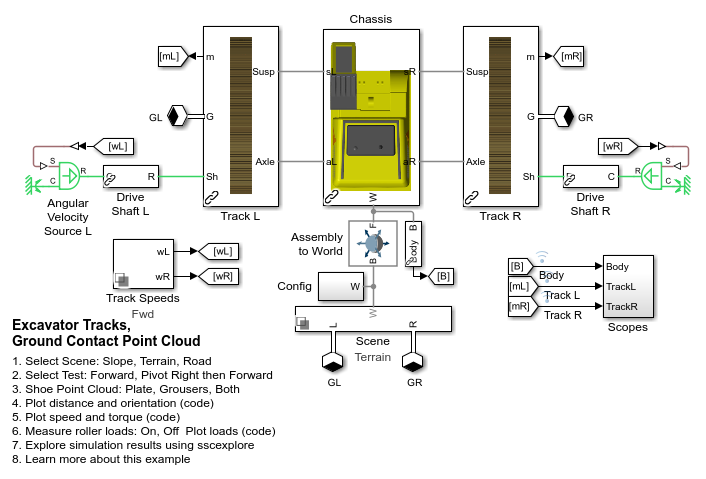 Chassis
[mL]
m
Susp
sL
sR
Susp
m
[mR]
GL
G
G
GR
[wL]
[wR]
S
C
R
R
Sh
Axle
aL
aR
Axle
Sh
C
R
S
C
Angular
Velocity
Source L
Drive
Shaft L
Track L
W
Track R
Drive
Shaft R
Assembly
to World
F
B
B
Body
[B]
wL
[wL]
wR
[wR]
Track Speeds
Fwd
Config
W
W
L
R
Scene
Terrain
GL
GR
[B]
Body
Body
[mL]
Track L
TrackL
[mR]
Track R
TrackR
Scopes
Excavator Tracks,
Ground Contact Point Cloud
1. Select Scene: Slope, Terrain, Road
2. Select Test: Forward, Pivot Right then Forward
3. Shoe Point Cloud: Plate, Grousers, Both
4. Plot distance and orientation (code)
5. Plot speed and torque (code)
6. Measure roller loads: On, Off Plot loads (code)
7. Explore simulation results using sscexplore
8. Learn more about this example